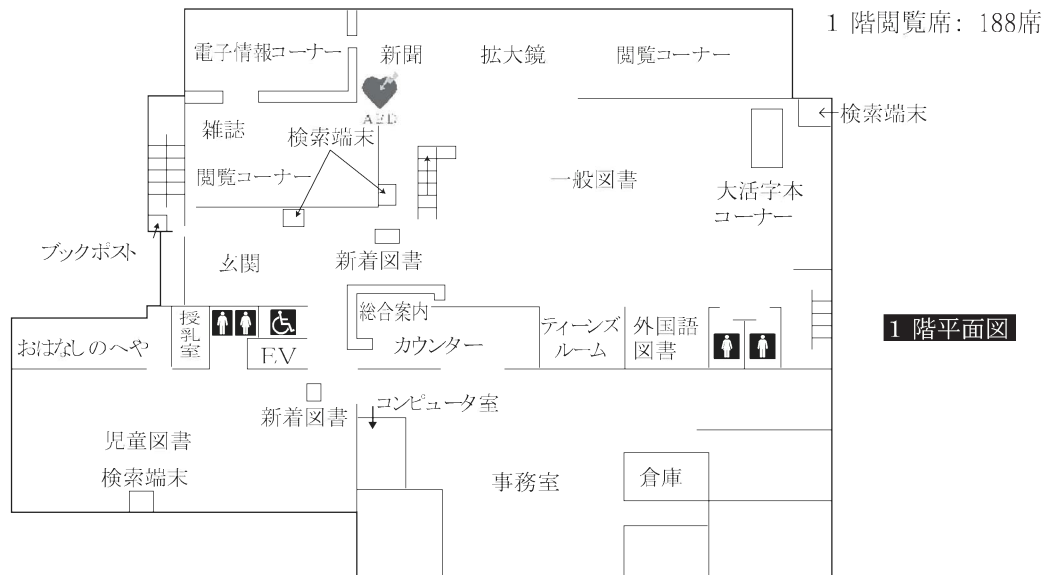 1 階閲覧席: 188席
電子情報コーナー
新聞
拡大鏡
閲覧コーナー
AED
検索端末
雑誌
検索端末
閲覧コーナー
一般図書
大活字本
コーナー
ブックポスト
玄関
新着図書
授乳室
総合案内
カウンター
ティーンズ
ルーム
外国語
図書
1 階平面図
おはなしのへや
EV
新着図書
コンピュータ室
児童図書
検索端末
事務室
倉庫